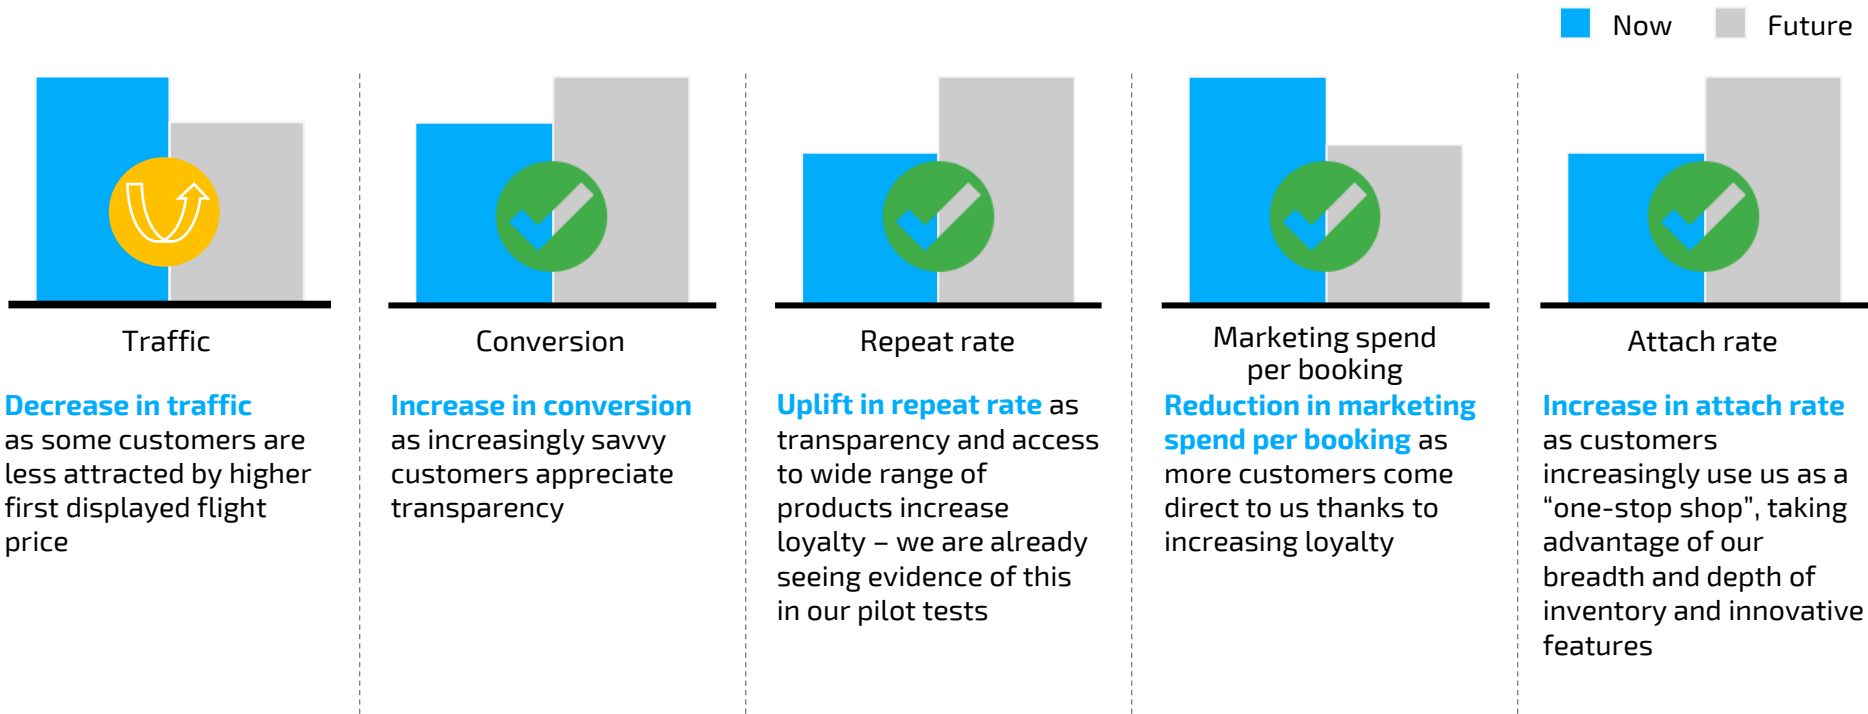 Now
Future
Traffic
Decrease in traffic
as some customers are
less attracted by higher
first displayed flight
price
Conversion
Increase in conversion
as increasingly savvy
customers appreciate
transparency
Repeat rate
Uplift in repeat rate as
transparency and access
to wide range of
products increase
loyalty – we are already
seeing evidence of this
in our pilot tests
Marketing spend
per booking
Reduction in marketing
spend per booking as
more customers come
direct to us thanks to
increasing loyalty
Attach rate
Increase in attach rate
as customers
increasingly use us as a
“one-stop shop”, taking
advantage of our
breadth and depth of
inventory and innovative
features